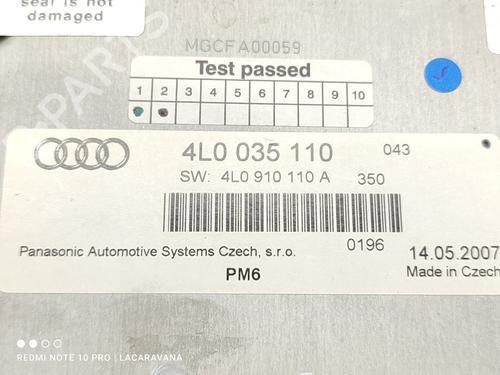 seal is not
damaged
MGCFA00059
Test passed
1 2 3 4 5 6 7 8 9 10
4L0 035 110 043
SW: 4L0 910 110 A 350
0196
Panasonic Automotive Systems Czech, s.r.o. 14.05.2007
PM6 Made in Czech
REDMI NOTE 10 PRO | LACARAVANA